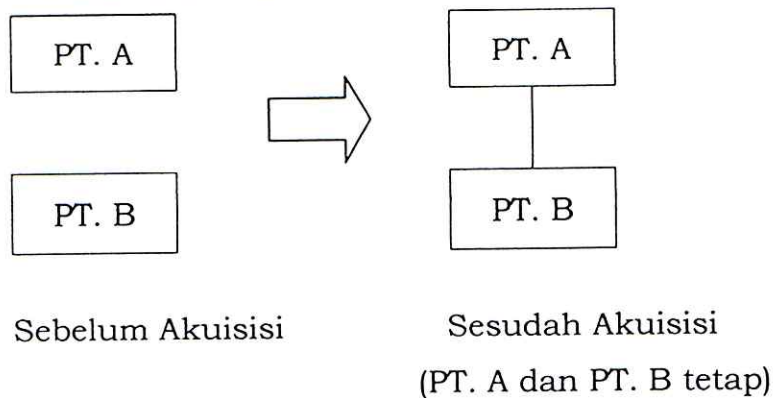 PT. A
PT. A
PT. B
PT. B
Sebelum Akuisisi
Sesudah Akuisisi
(PT. A dan PT. B tetap)